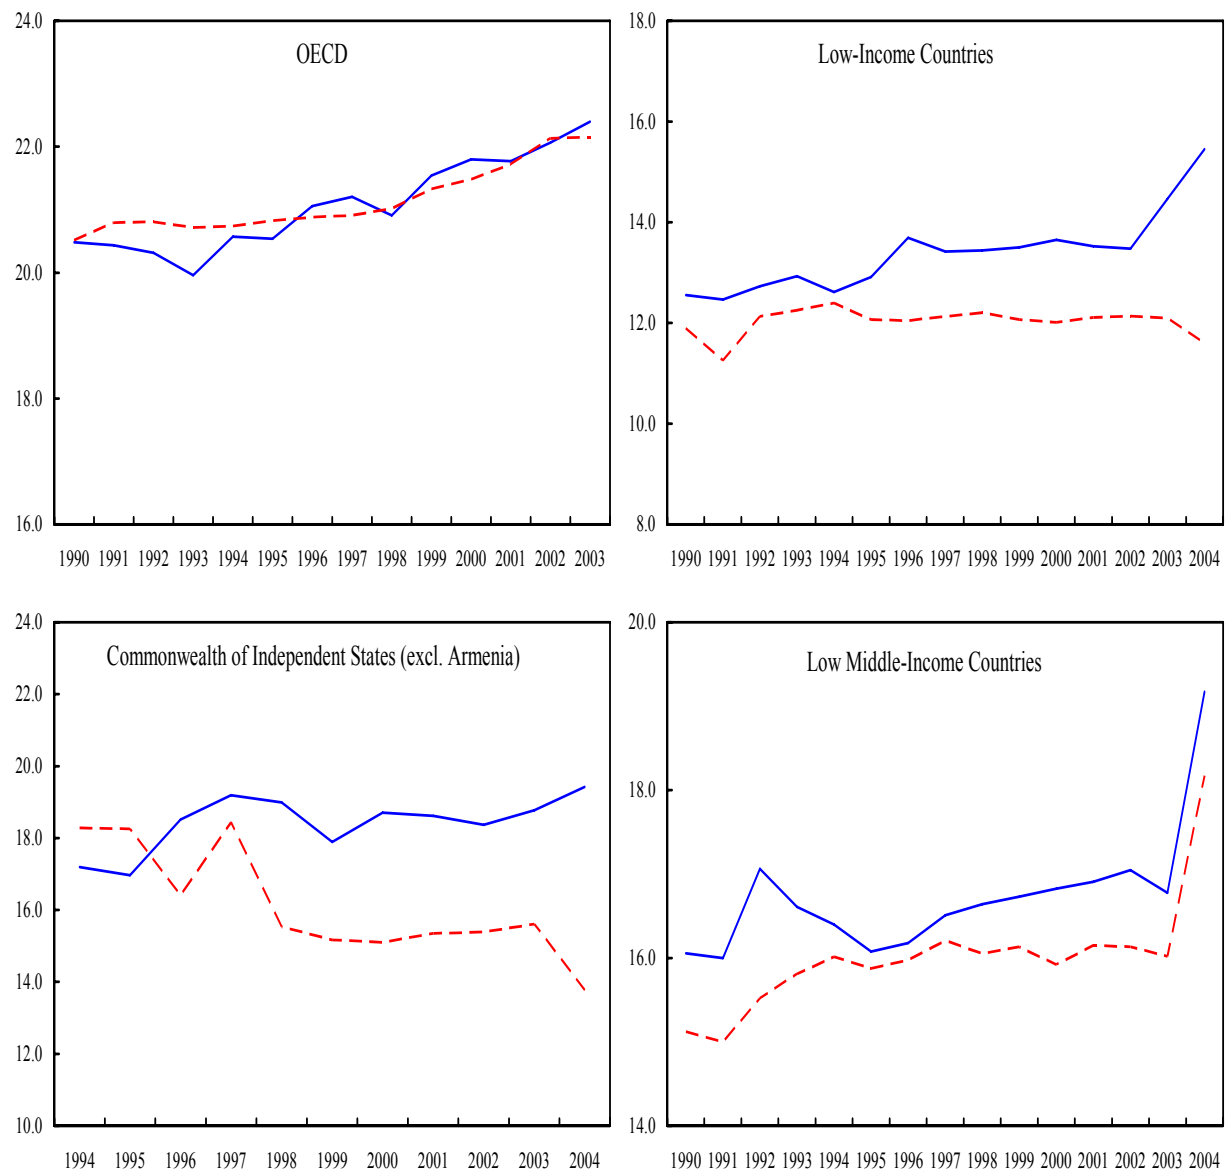 24.0
OECD
22.0
20.0
18.0
16.0
1990 1991 1992 1993 1994 1995 1996 1997 1998 1999 2000 2001 2002 2003
18.0
Low-Income Countries
16.0
14.0
12.0
10.0
8.0
1990 1991 1992 1993 1994 1995 1996 1997 1998 1999 2000 2001 2002 2003 2004
24.0
Commonwealth of Independent States (excl. Armenia)
22.0
20.0
18.0
16.0
14.0
12.0
10.0
1994 1995 1996 1997 1998 1999 2000 2001 2002 2003 2004
20.0
Low Middle-Income Countries
18.0
16.0
14.0
1990 1991 1992 1993 1994 1995 1996 1997 1998 1999 2000 2001 2002 2003 2004